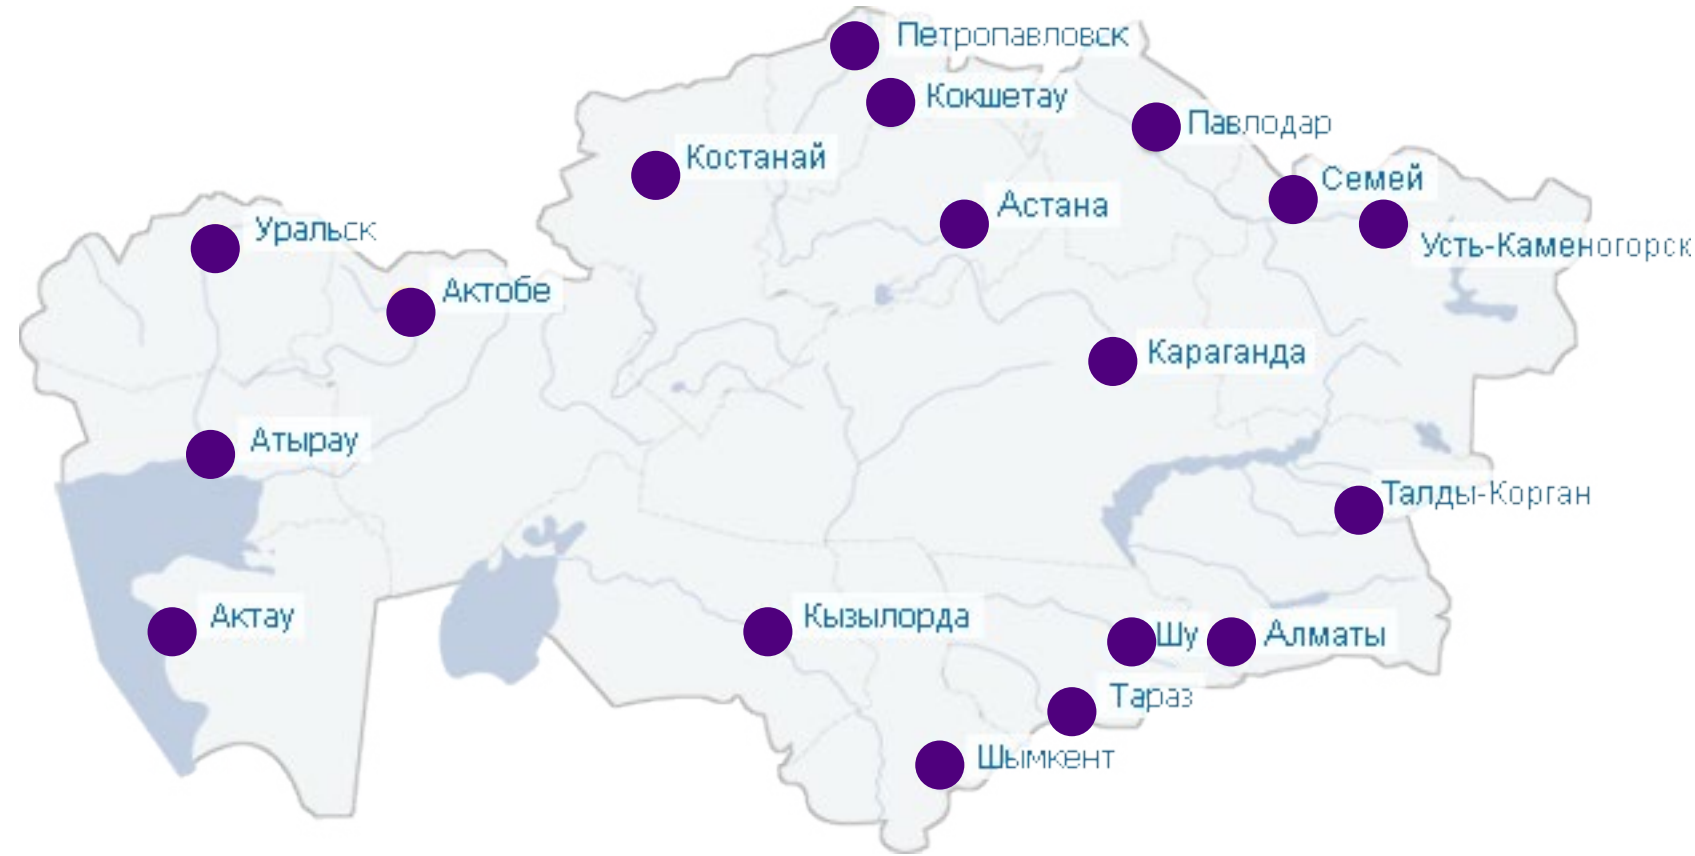 Петропавловск
Кокшетау
Павлодар
Костанай
Семей
Астана
Уральск
Усть-Каменогорск
Актобе
Караганда
Атырау
Талды-Корган
Актау
Кызылорда
Шу
Алматы
Тараз
Шымкент